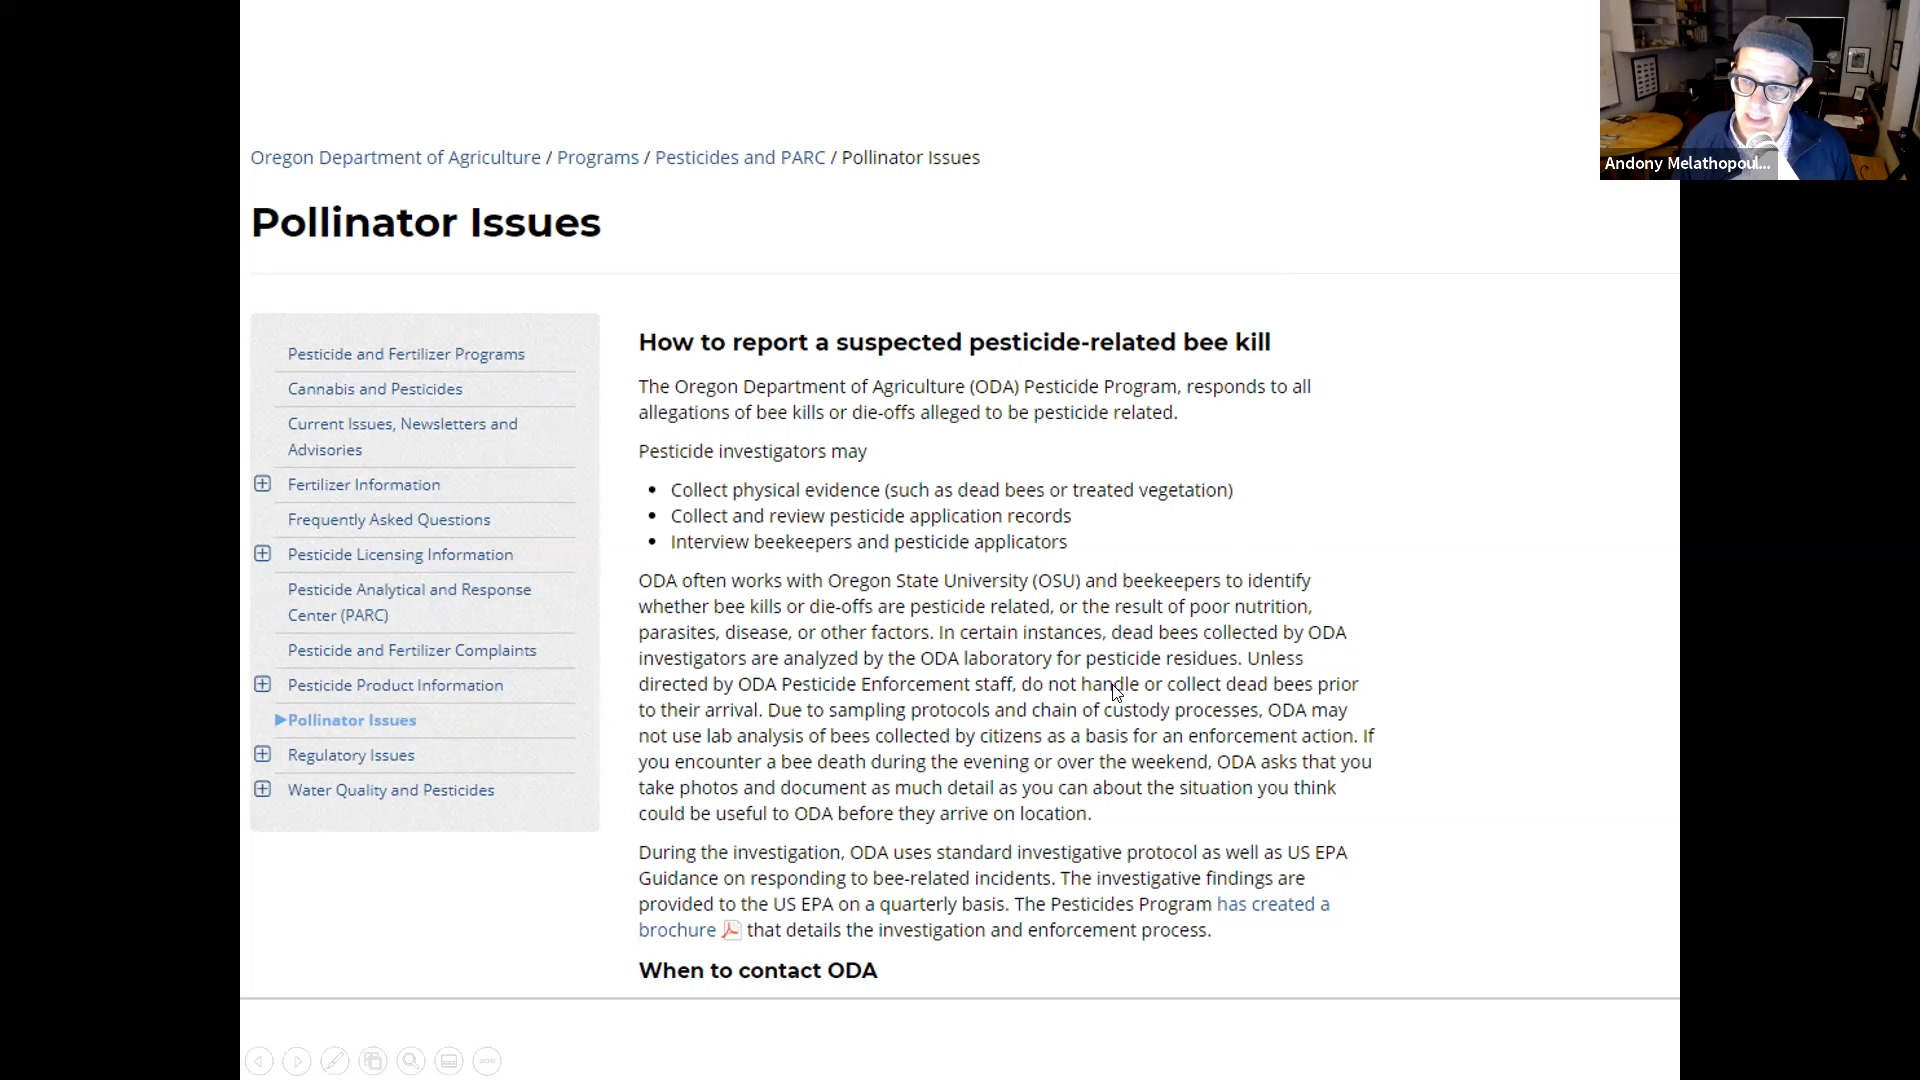 Oregon Department of Agriculture / Programs / Pesticides and PARC / Pollinator Issues
Andony Melathopoul...
Pollinator Issues
Pesticide and Fertilizer Programs
Cannabis and Pesticides
Current Issues, Newsletters and
Advisories
Fertilizer Information
Frequently Asked Questions
Pesticide Licensing Information
Pesticide Analytical and Response
Center (PARC)
Pesticide and Fertilizer Complaints
Pesticide Product Information
Pollinator Issues
Regulatory Issues
Water Quality and Pesticides
How to report a suspected pesticide-related bee kill
The Oregon Department of Agriculture (ODA) Pesticide Program, responds to all
allegations of bee kills or die-offs alleged to be pesticide related.
Pesticide investigators may
• Collect physical evidence (such as dead bees or treated vegetation)
• Collect and review pesticide application records
• Interview beekeepers and pesticide applicators
ODA often works with Oregon State University (OSU) and beekeepers to identify
whether bee kills or die-offs are pesticide related, or the result of poor nutrition,
parasites, disease, or other factors. In certain instances, dead bees collected by ODA
investigators are analyzed by the ODA laboratory for pesticide residues. Unless
directed by ODA Pesticide Enforcement staff, do not handle or collect dead bees prior
to their arrival. Due to sampling protocols and chain of custody processes, ODA may
not use lab analysis of bees collected by citizens as a basis for an enforcement action. If
you encounter a bee death during the evening or over the weekend, ODA asks that you
take photos and document as much detail as you can about the situation you think
could be useful to ODA before they arrive on location.
During the investigation, ODA uses standard investigative protocol as well as US EPA
Guidance on responding to bee-related incidents. The investigative findings are
provided to the US EPA on a quarterly basis. The Pesticides Program has created a
brochure that details the investigation and enforcement process.
When to contact ODA